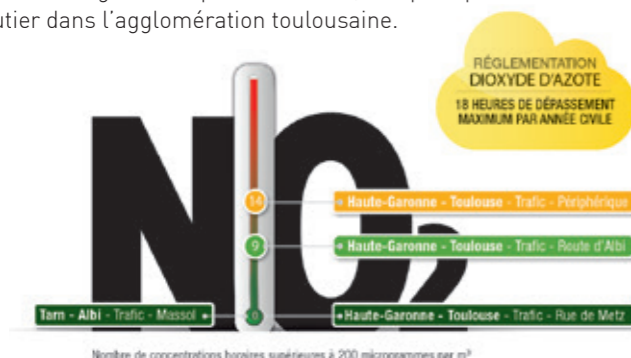 utier dans l'agglomération toulousaine.
RÉGLEMENTATION
DIOXYDE D'AZOTE
18 HEURES DE DÉPASSEMENT
MAXIMUM PAR ANNÉE CIVILE
NO2
14
Haute-Garonne - Toulouse - Trafic - Périphérique
9
Haute-Garonne - Toulouse - Trafic - Route d'Albi
Tarn - Albi - Trafic - Massol
0
Haute-Garonne - Toulouse - Trafic - Rue de Metz
Nombre de concentrations horaires supérieures à 200 microgrammes par m³